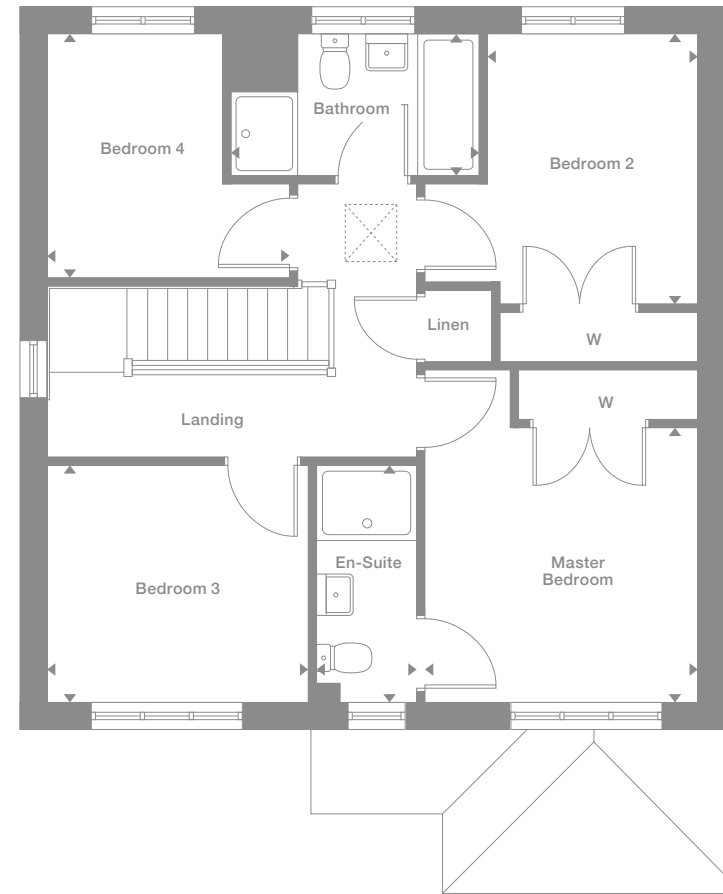 Bathroom
Bedroom 4
Bedroom 2
Linen
W
W
Landing
En-Suite
Master
Bedroom
Bedroom 3